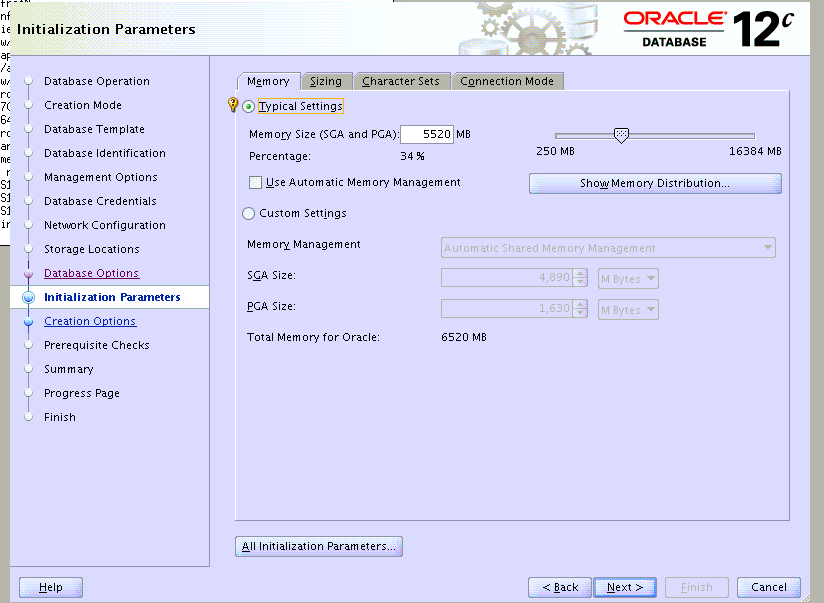 Initialization Parameters
ORACLE
DATABASE
12c
Database Operation
Creation Mode
Database Template
Database Identification
Management Options
Database Credentials
Network Configuration
Storage Locations
Database Options
Initialization Parameters
Creation Options
Prerequisite Checks
Summary
Progress Page
Finish
Memory Sizing Character Sets Connection Mode
Typical Settings
Memory Size (SGA and PGA): 5520 MB
250 MB 16384 MB
Percentage: 34 %
Use Automatic Memory Management
Show Memory Distribution...
Custom Settings
Memory Management Automatic Shared Memory Management
SGA Size: 4,890 M Bytes
PGA Size: 1,630 M Bytes
Total Memory for Oracle: 6520 MB
All Initialization Parameters...
Help < Back Next > Finish Cancel